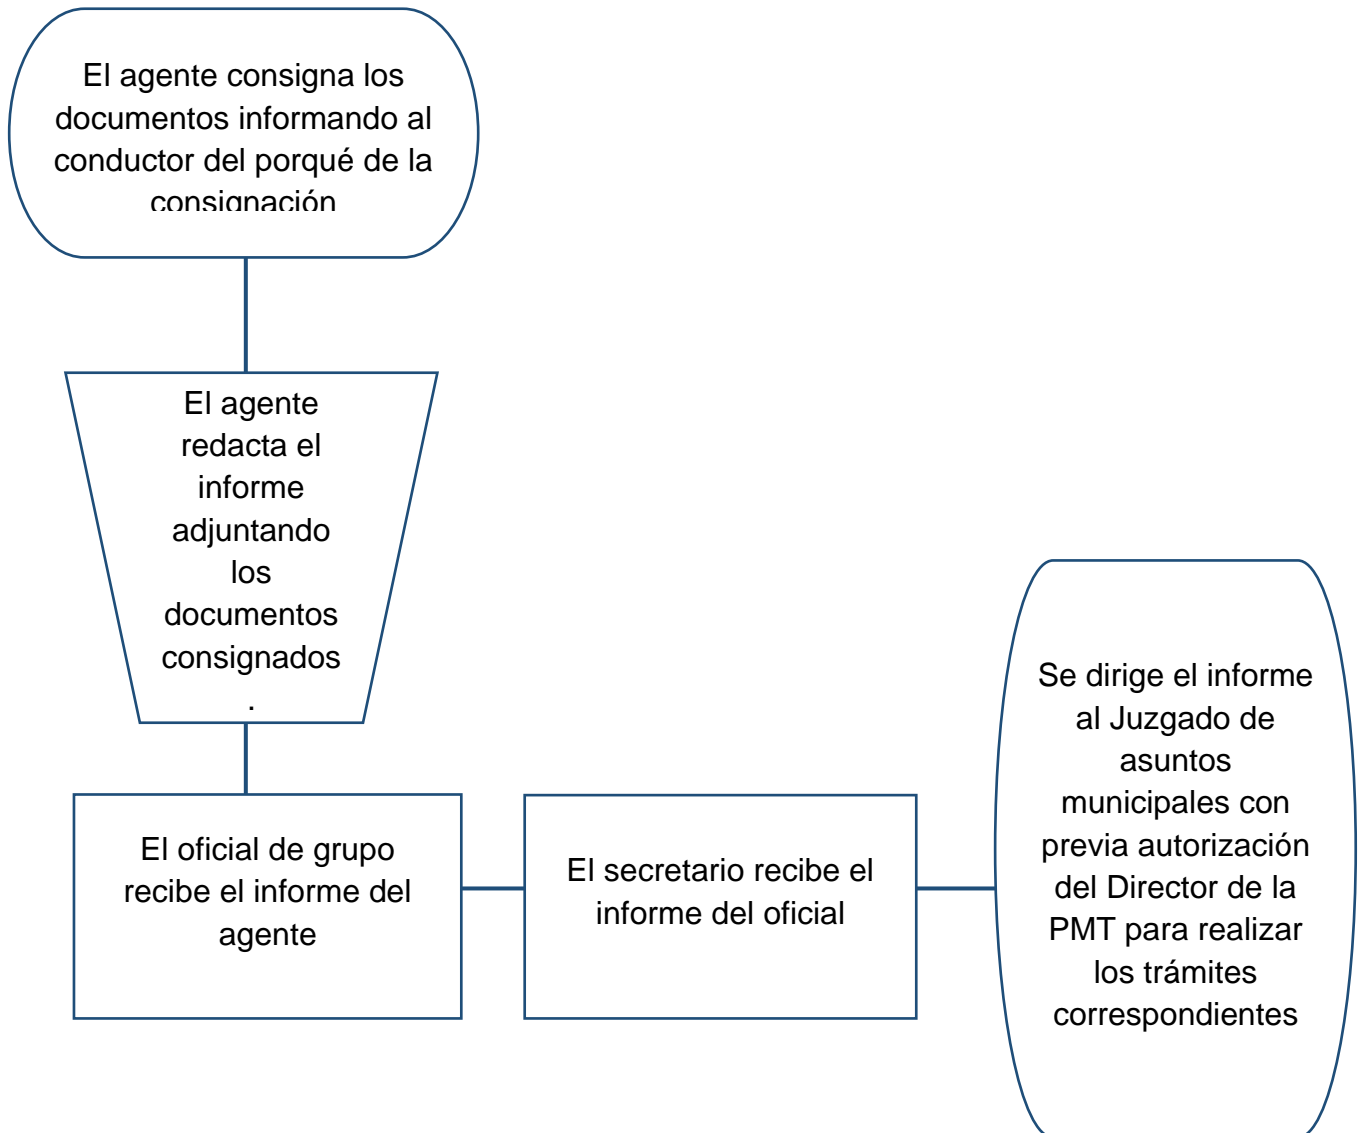 El agente consigna los
documentos informando al
conductor del porqué de la
consignación
El agente
redacta el
informe
adjuntando
los
documentos
consignados
.
El oficial de grupo
recibe el informe del
agente
El secretario recibe el
informe del oficial
Se dirige el informe
al Juzgado de
asuntos
municipales con
previa autorización
del Director de la
PMT para realizar
los trámites
correspondientes